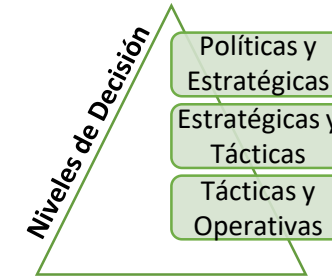 Niveles de Decisión
Políticas y
Estratégicas
Estratégicas y
Tácticas
Tácticas y
Operativas